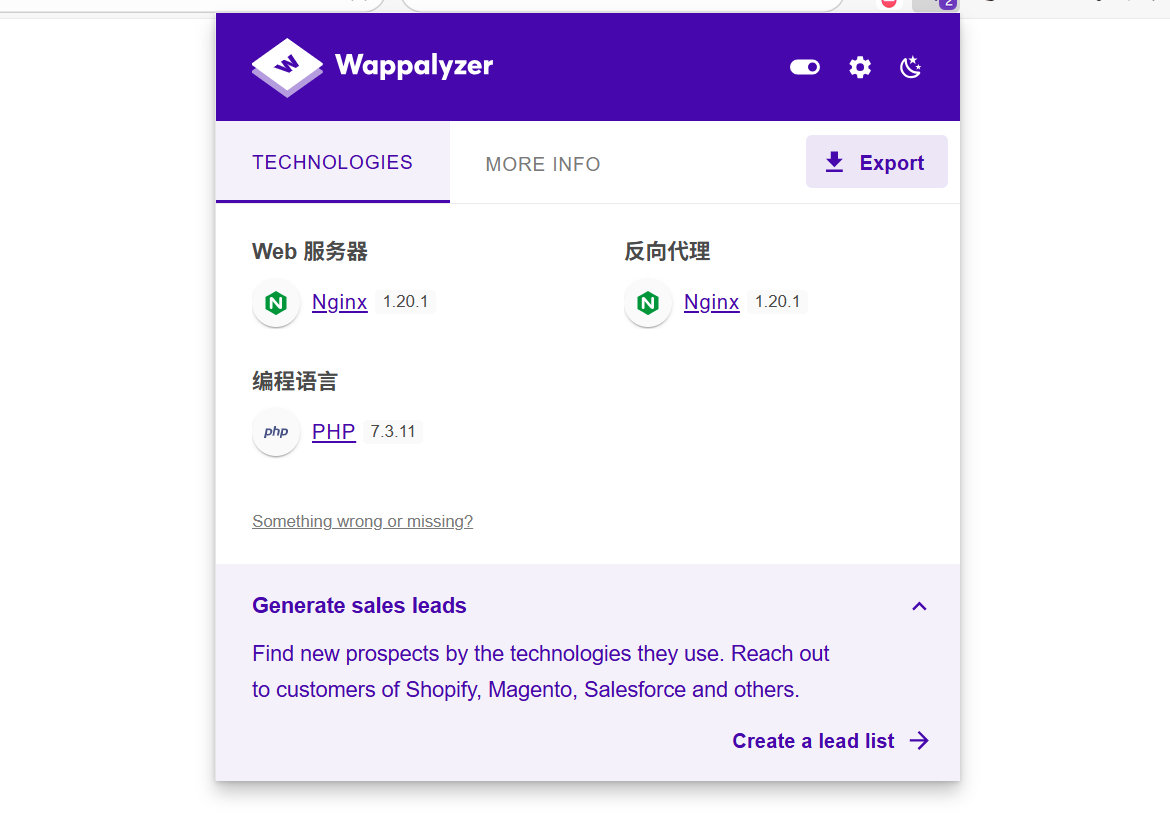 2
Wappalyzer
TECHNOLOGIES
MORE INFO
Export
Web 服务器
Nginx 1.20.1
反向代理
Nginx 1.20.1
编程语言
php PHP 7.3.11
Something wrong or missing?
Generate sales leads
Find new prospects by the technologies they use. Reach out
to customers of Shopify, Magento, Salesforce and others.
Create a lead list